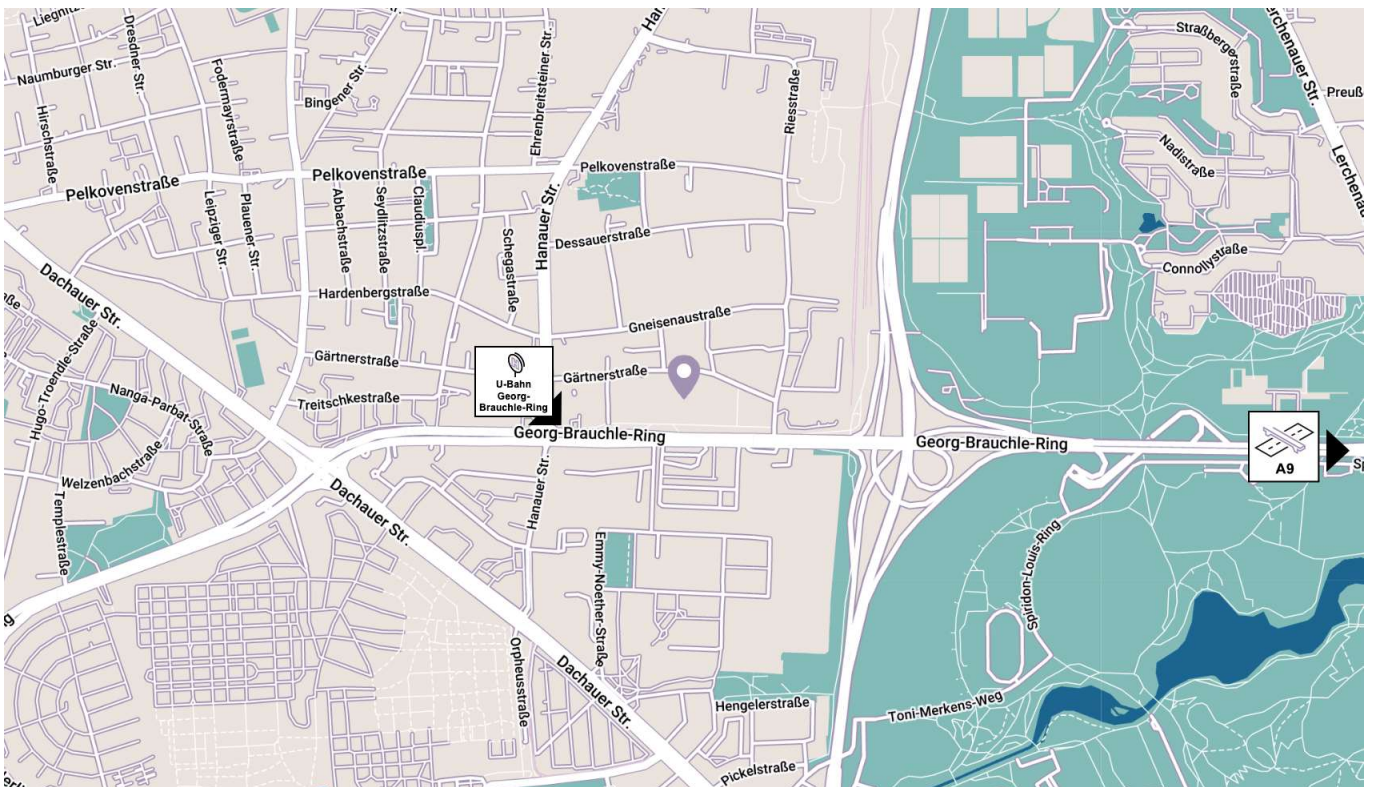 Dresdner Str.
Naumburger Str.
Hirschstraße
Fodermayrstraße
Bingener Str.
Ehrenbreitsteiner Str.
Riesstraße
Straßbergerstraße
Lerchenauer Str.
Preuß
Nadistraße
Pelkovenstraße
Pelkovenstraße
Pelkovenstraße
Leipziger Str.
Plauener Str.
Abbachstraße
Seydlitzstraße
Claudiuspl.
Schegastraße
Hanauer Str.
Dessauerstraße
Connollystraße
Dachauer Str.
Hardenbergstraße
Gneisenaustraße
Hugo-Troendle-Straße
Gärtnerstraße
Gärtnerstraße
U-Bahn
Georg-
Brauchle-Ring
Nanga-Parbat-Straße
Treitschkestraße
Georg-Brauchle-Ring
Georg-Brauchle-Ring
A9
Welzenbachstraße
Templestraße
Dachauer Str.
Hanauer Str.
Emmy-Noether-Straße
Spiridon-Louis-Ring
Orpheusstraße
Dachauer Str.
Hengelerstraße
Toni-Merkens-Weg
Pickelstraße